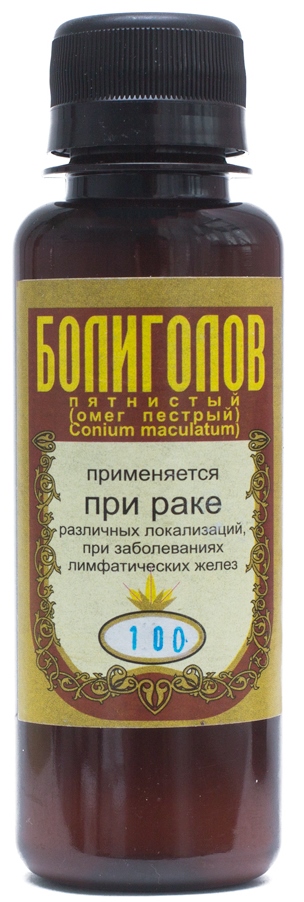 БОЛИГОЛОВ
ПЯТНИСТЫЙ
(омег пестрый)
Conium maculatum)
применяется
при раке
различных локализаций,
при заболеваниях
лимфатических желез
100